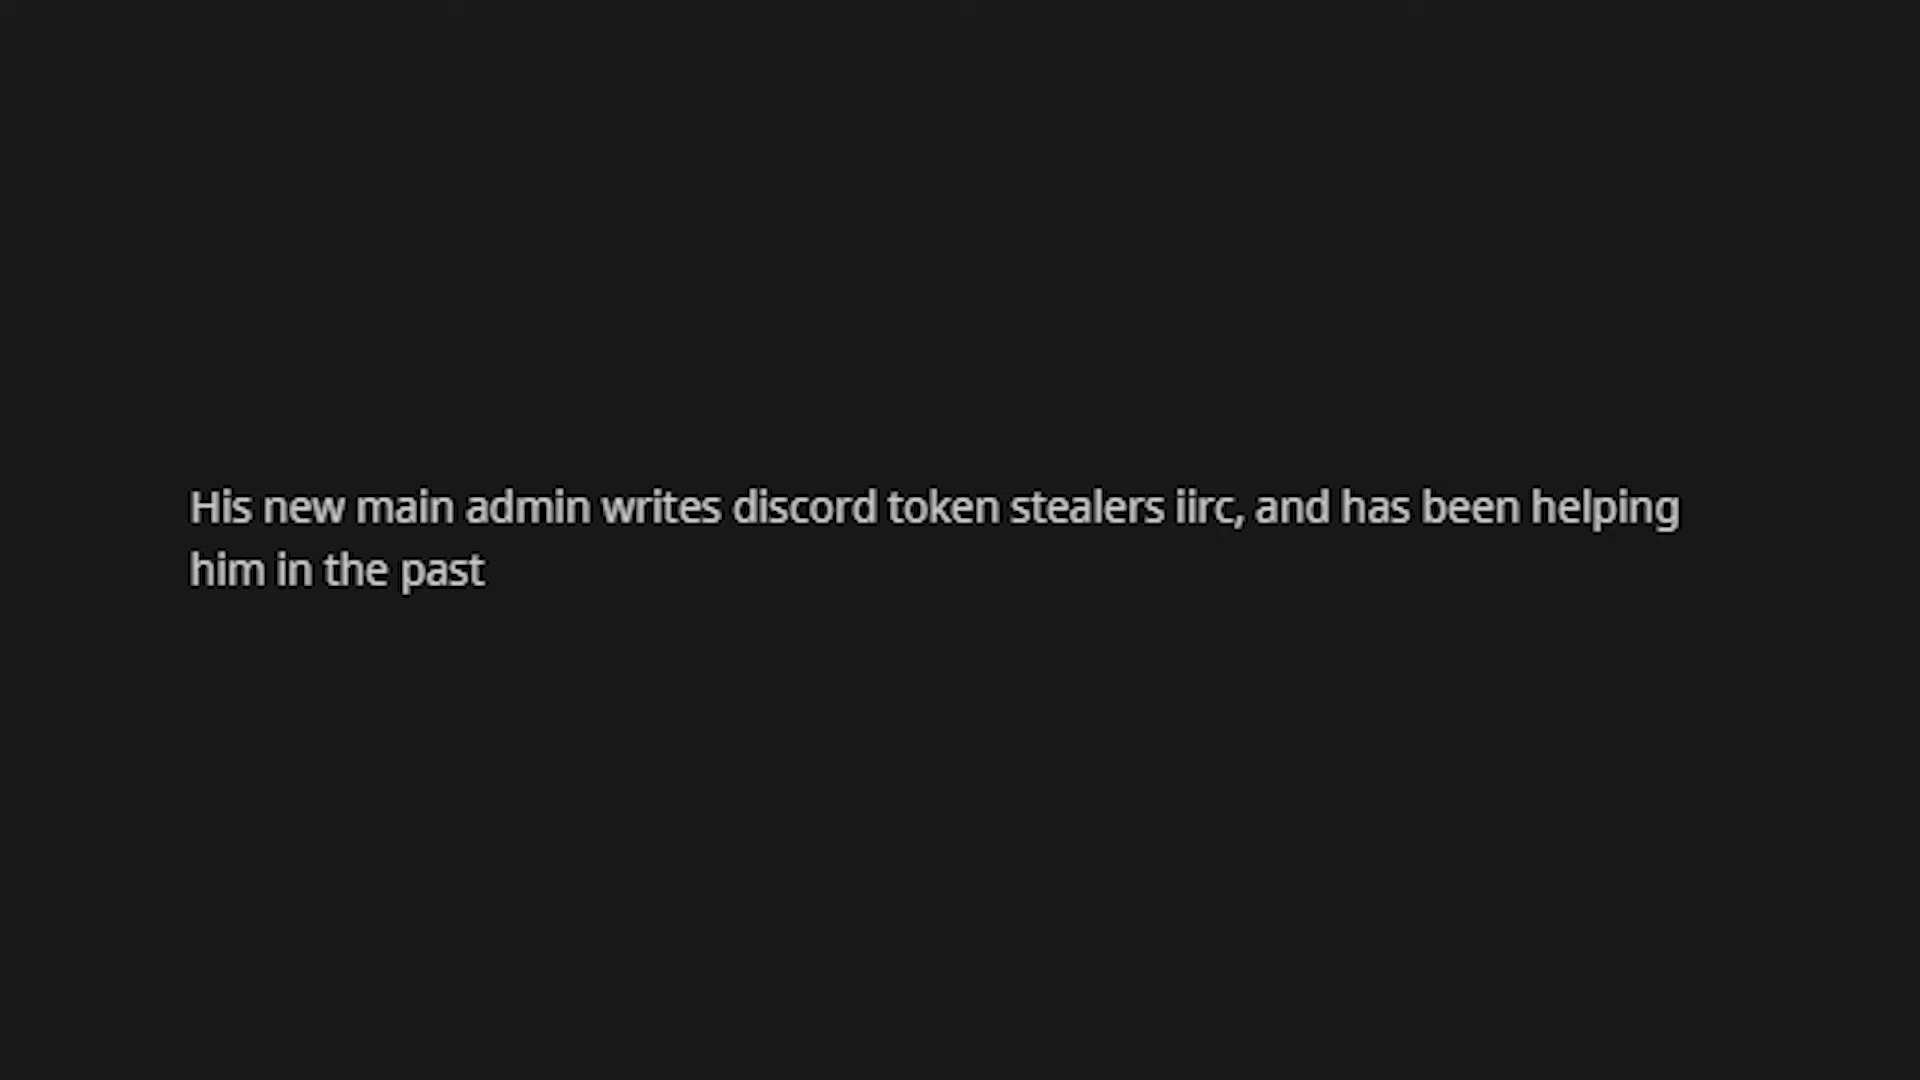 His new main admin writes discord token stealers iirc, and has been helping
him in the past